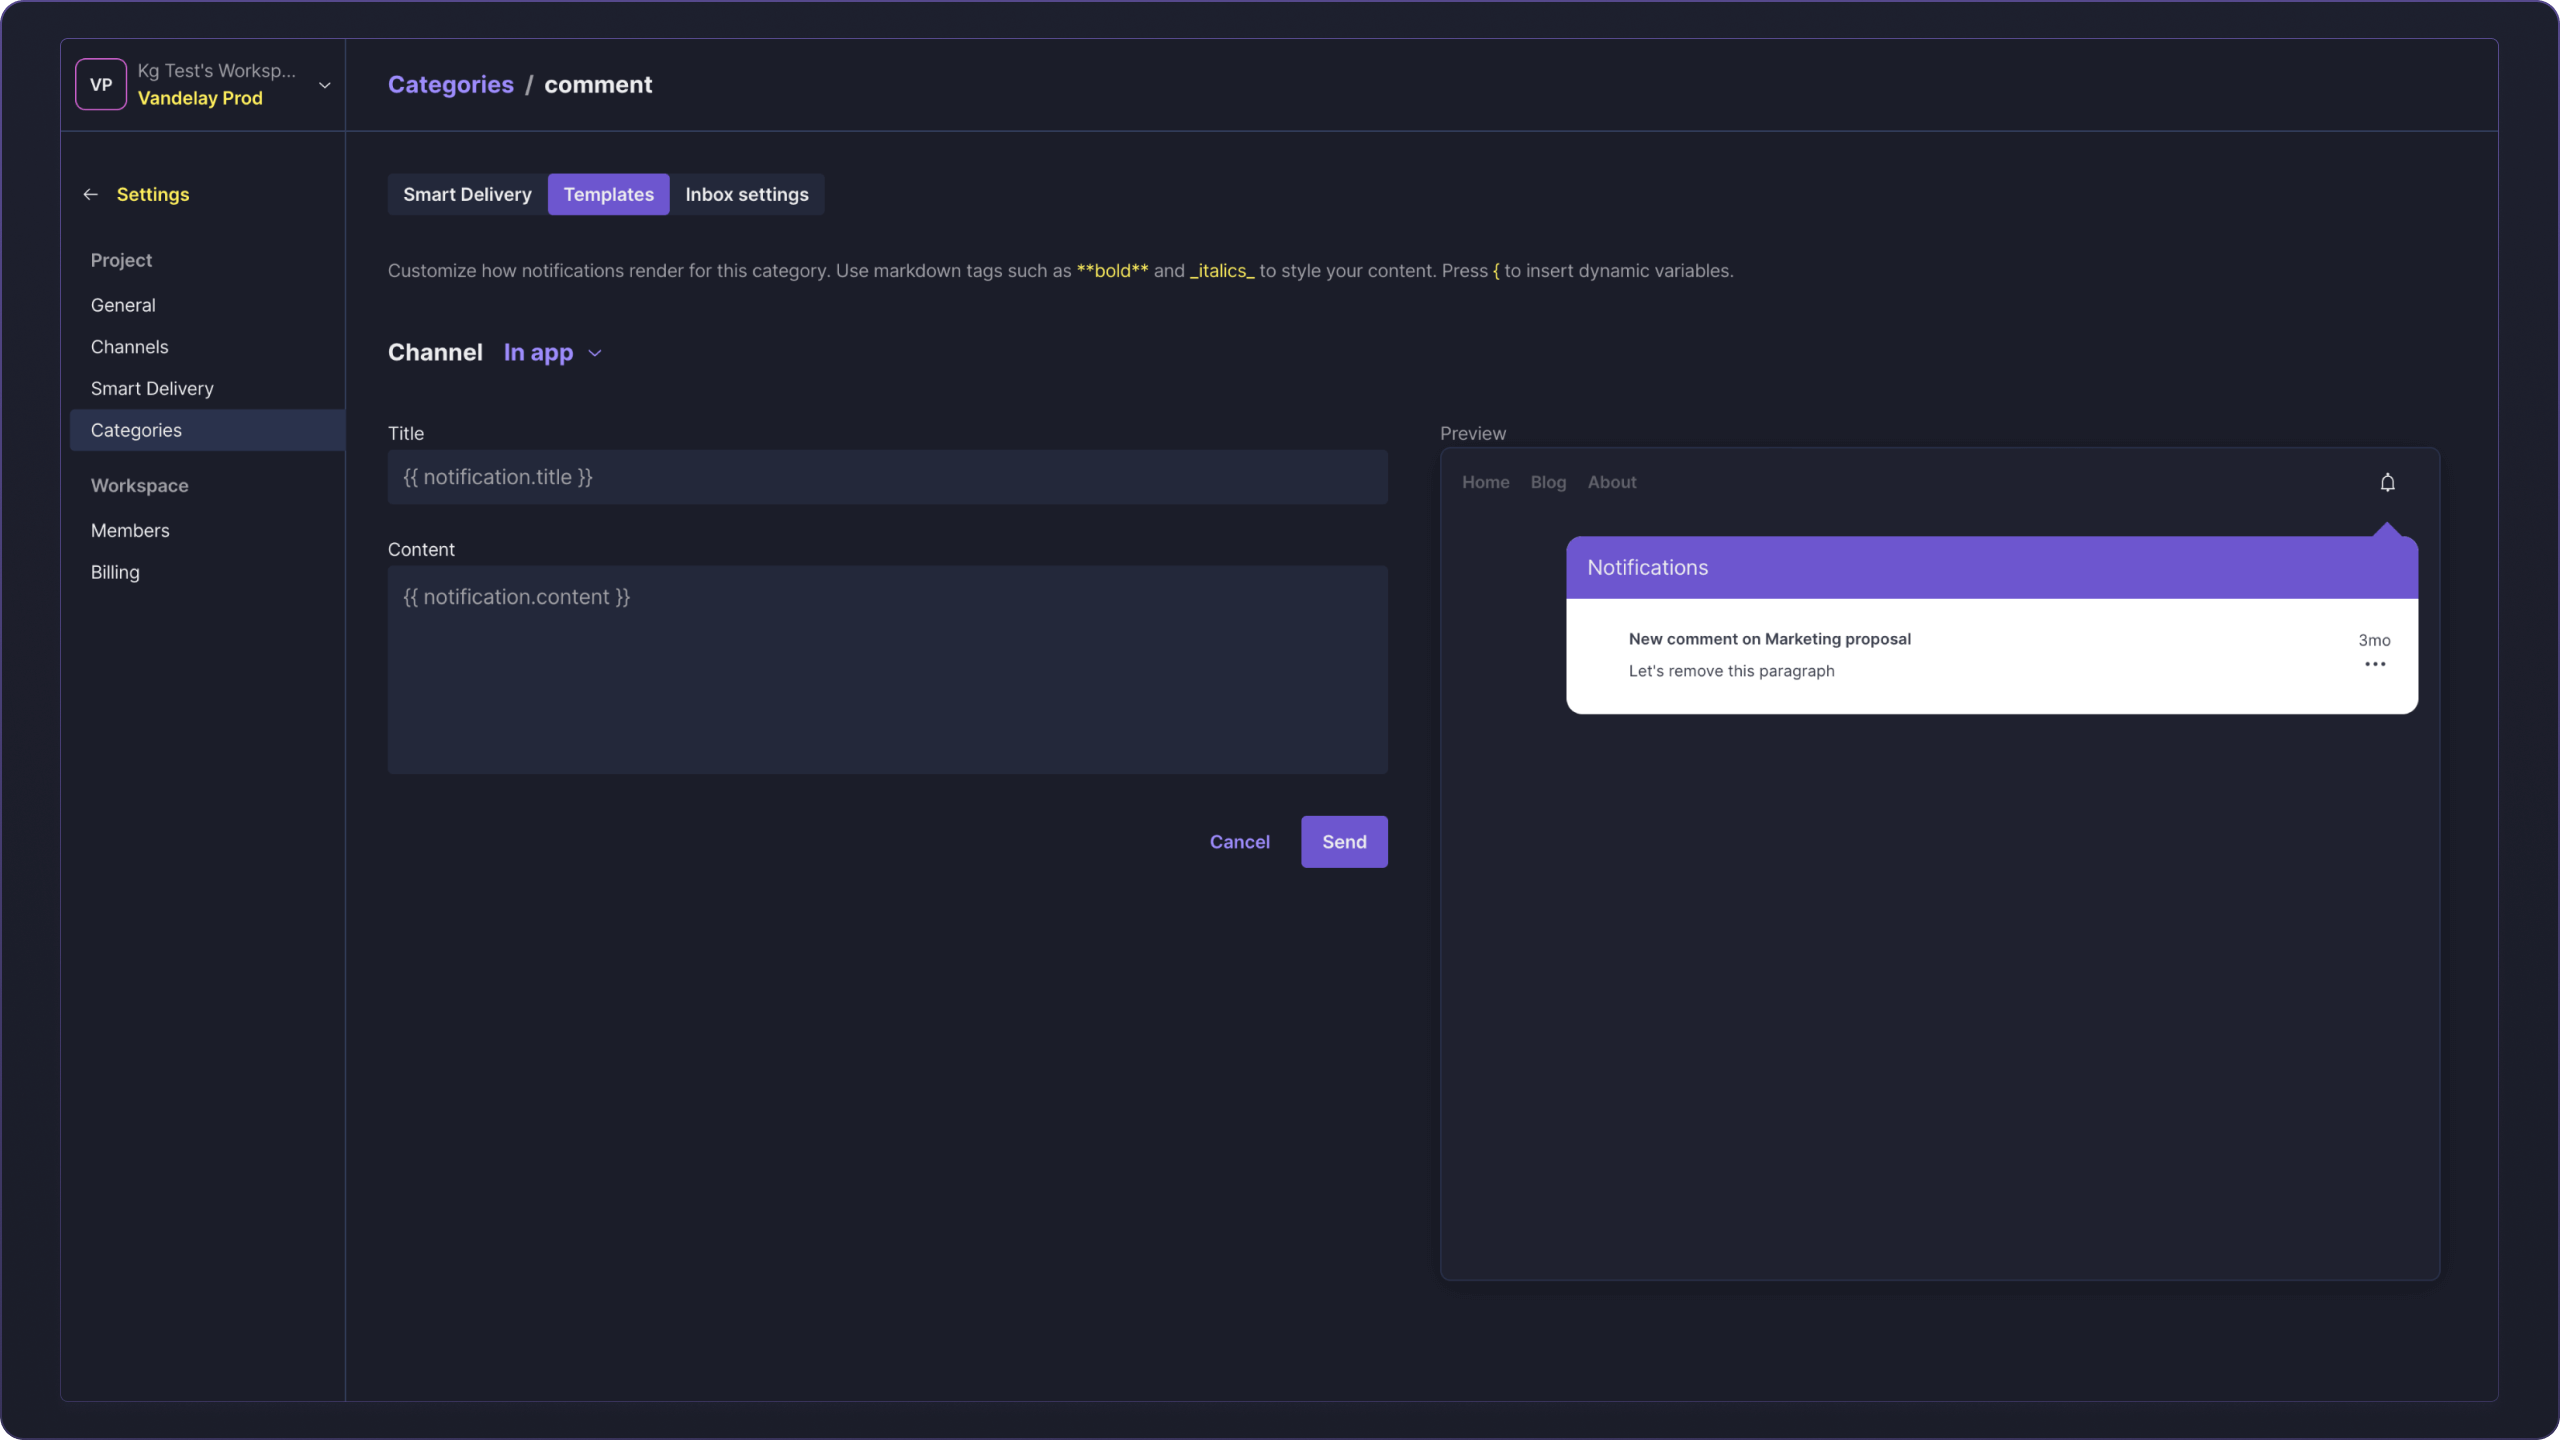 VP
Kg Test's Worksp...
Vandelay Prod
Categories / comment
Settings
Project
General
Channels
Smart Delivery
Categories
Workspace
Members
Billing
Smart Delivery Templates Inbox settings
Customize how notifications render for this category. Use markdown tags such as **bold** and _italics_ to style your content. Press { to insert dynamic variables.
Channel In app
Title
{{ notification.title }}
Content
{{ notification.content }}
Cancel Send
Preview
Home Blog About
Notifications
New comment on Marketing proposal
3mo
Let's remove this paragraph